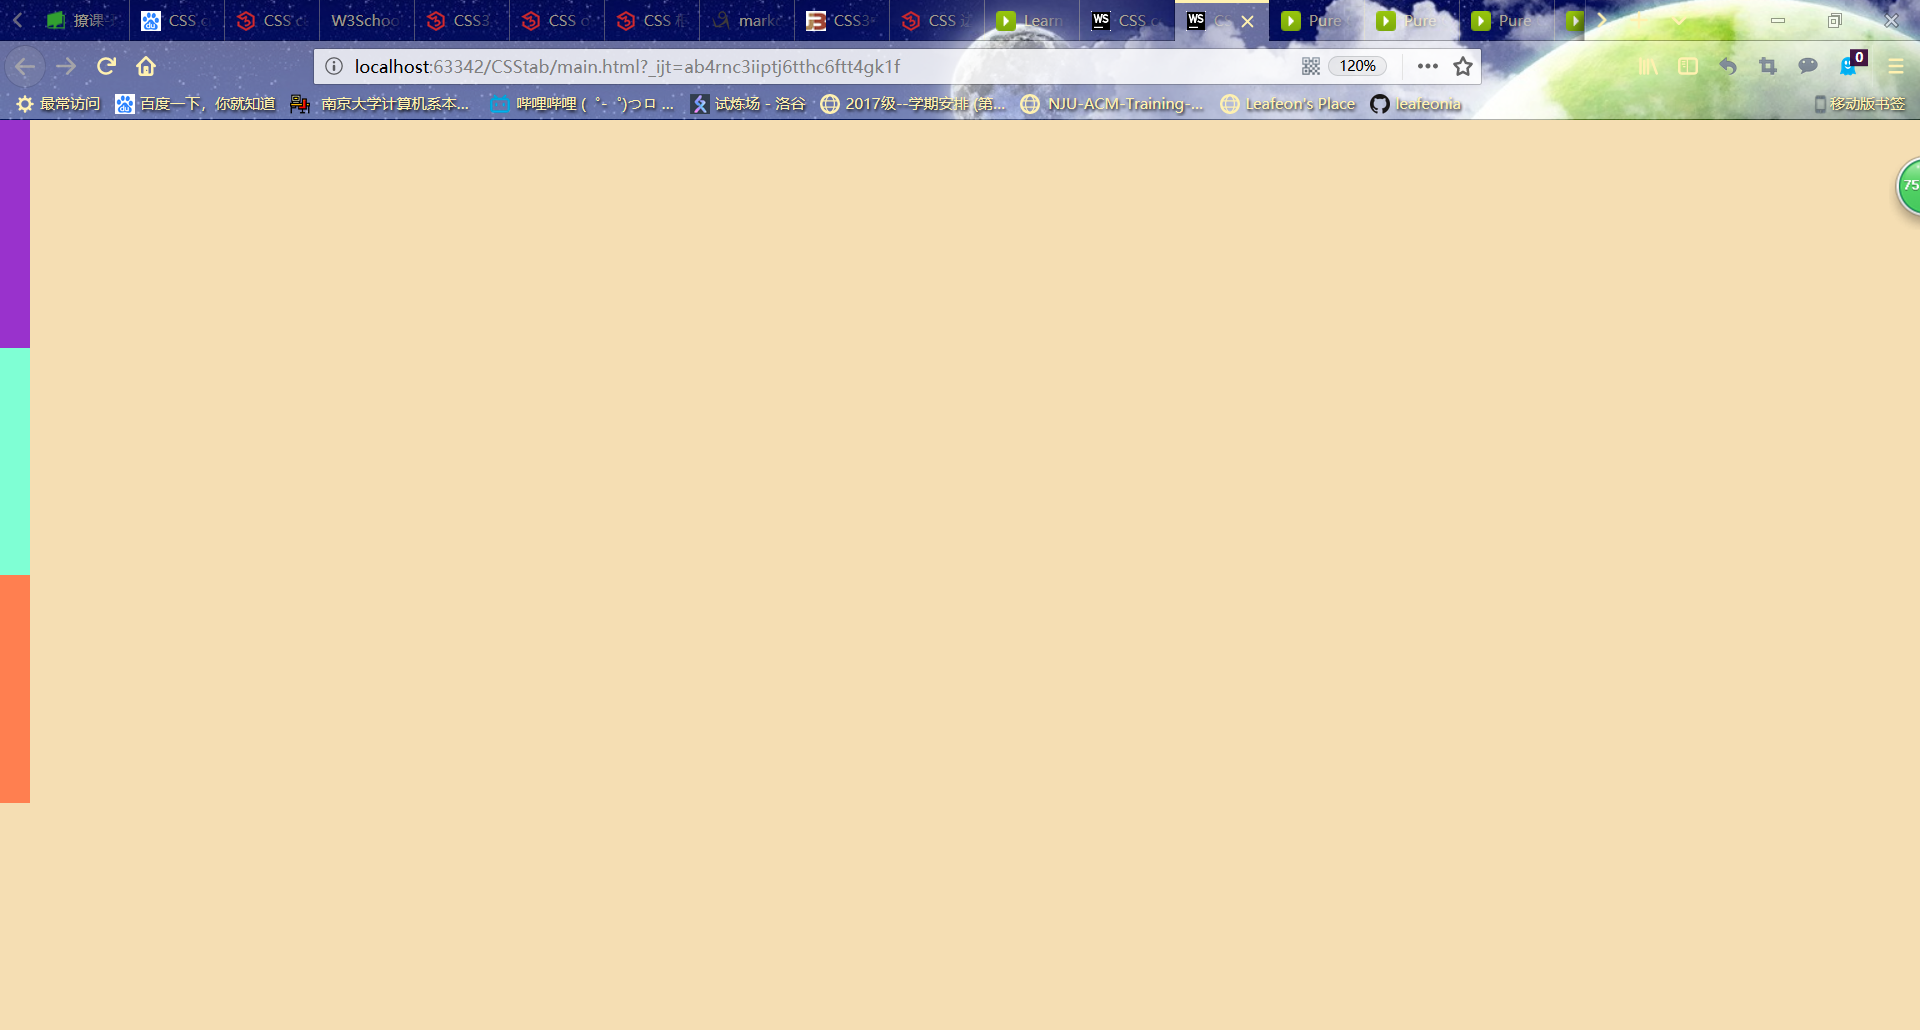 撩课 CSS c CSS c W3Schoo CSS3 CSS o CSS mark CSS3 CSS Learn CSS c CS Pure Pure Pure
localhost:63342/CSStab/main.html?_ijt=ab4rnc3iiptj6tthc6ftt4gk1f 120% 0
最常访问 百度一下，你就知道 南京大学计算机系本... 哔哩哔哩 (゜-゜)つロ ... 试炼场 - 洛谷 2017级--学期安排 (第... NJU-ACM-Training-... Leafeon's Place leafeonia 移动版书签
75